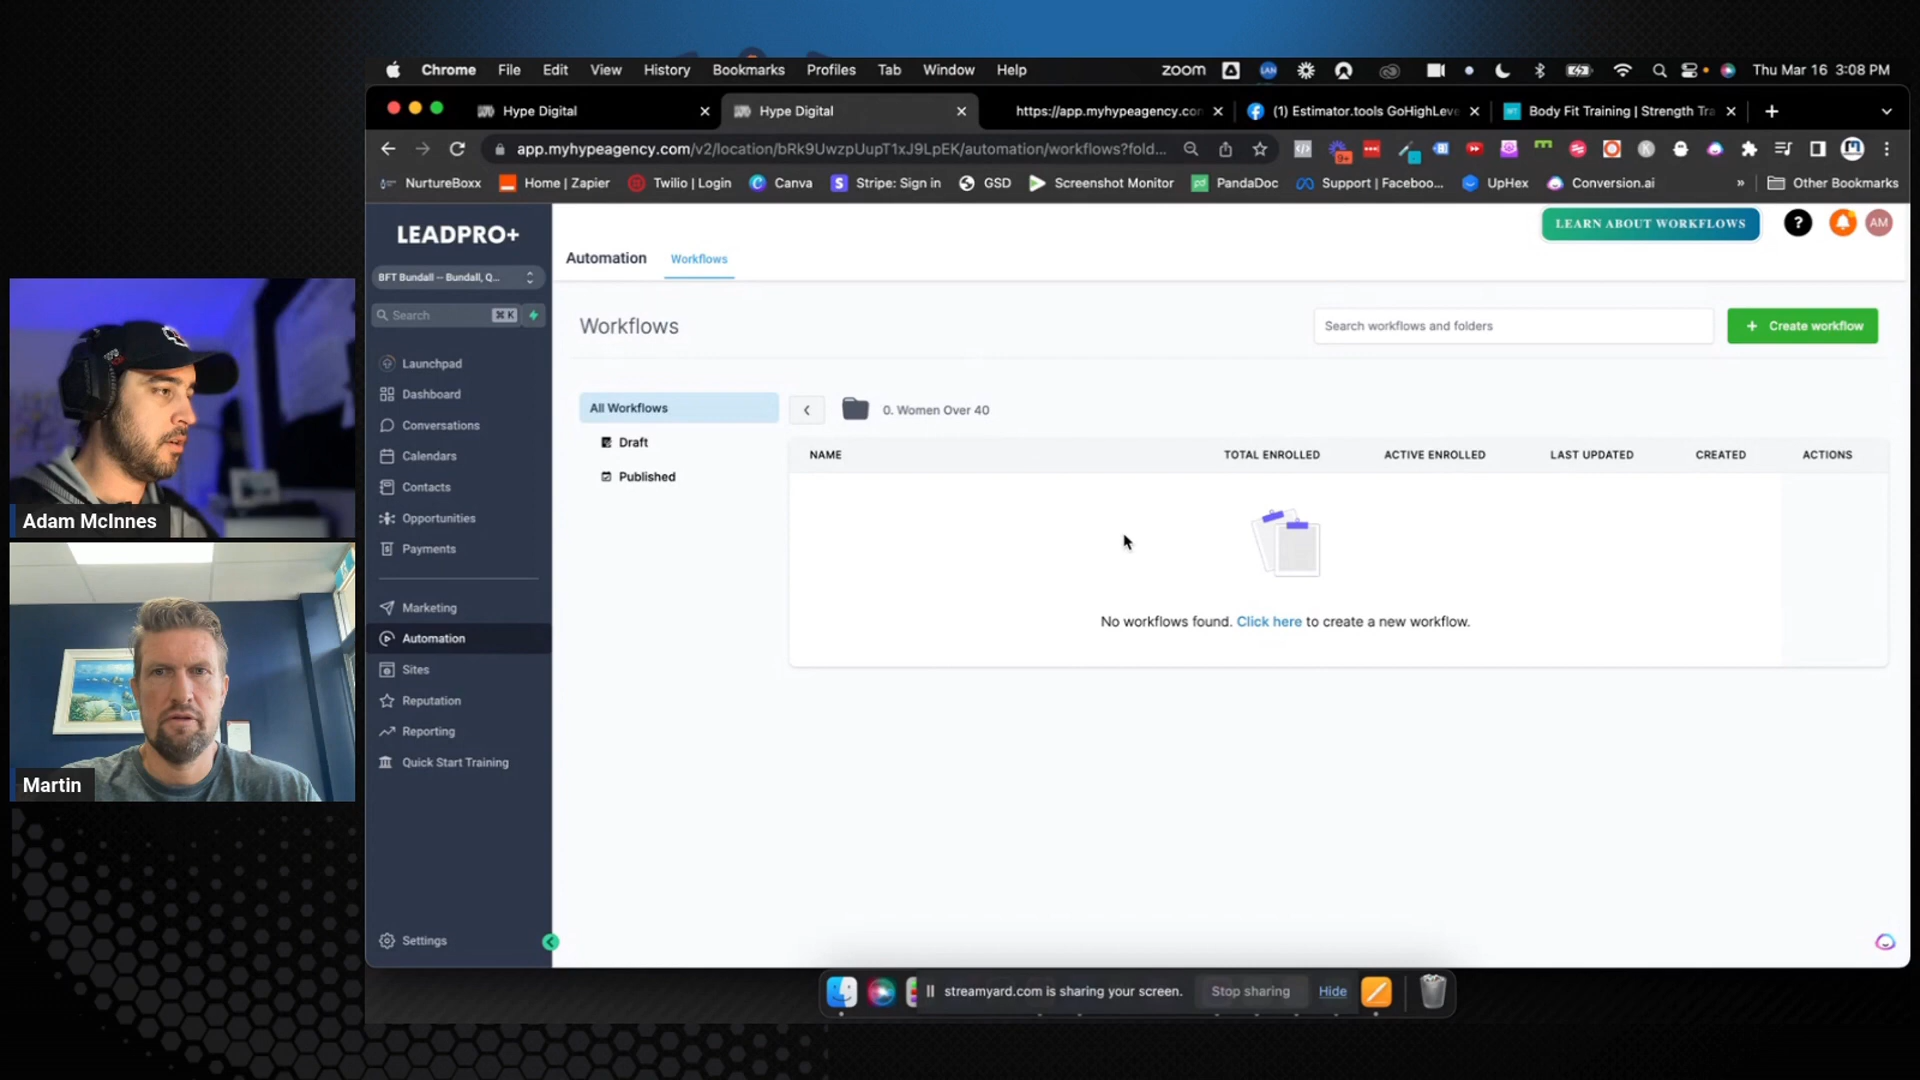 Chrome File Edit View History Bookmarks Profiles Tab Window Help
zoom
LAN
Thu Mar 16 3:08 PM
Hype Digital
Hype Digital
https://app.myhypeagency.con
(1) Estimator.tools GoHighLeve
Body Fit Training | Strength Tra
app.myhypeagency.com/v2/location/bRk9UwzpUupT1xJ9LpEK/automation/workflows?fold...
9+
NurtureBoxx
Home | Zapier
Twilio | Login
Canva
Stripe: Sign in
GSD
Screenshot Monitor
PandaDoc
Support | Faceboo...
UpHex
Conversion.ai
»
Other Bookmarks
LEADPRO+
BFT Bundall -- Bundall, Q...
Search ⌘ K
Launchpad
Dashboard
Conversations
Calendars
Contacts
Opportunities
Payments
Marketing
Automation
Sites
Reputation
Reporting
Quick Start Training
Settings
LEARN ABOUT WORKFLOWS
?
AM
Automation
Workflows
Workflows
Search workflows and folders
+ Create workflow
All Workflows
Draft
Published
0. Women Over 40
NAME
TOTAL ENROLLED
ACTIVE ENROLLED
LAST UPDATED
CREATED
ACTIONS
No workflows found. Click here to create a new workflow.
Adam McInnes
Martin
streamyard.com is sharing your screen.
Stop sharing
Hide